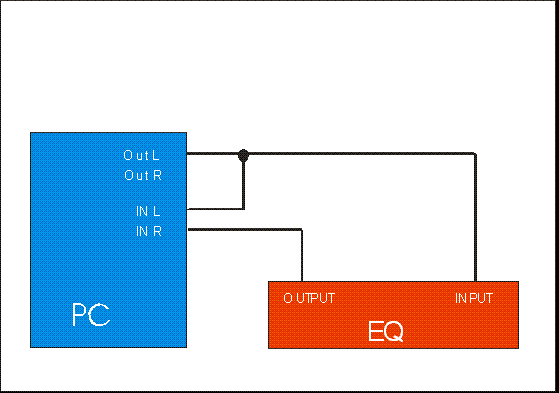 Out L
Out R
IN L
IN R
PC
OUTPUT
INPUT
EQ